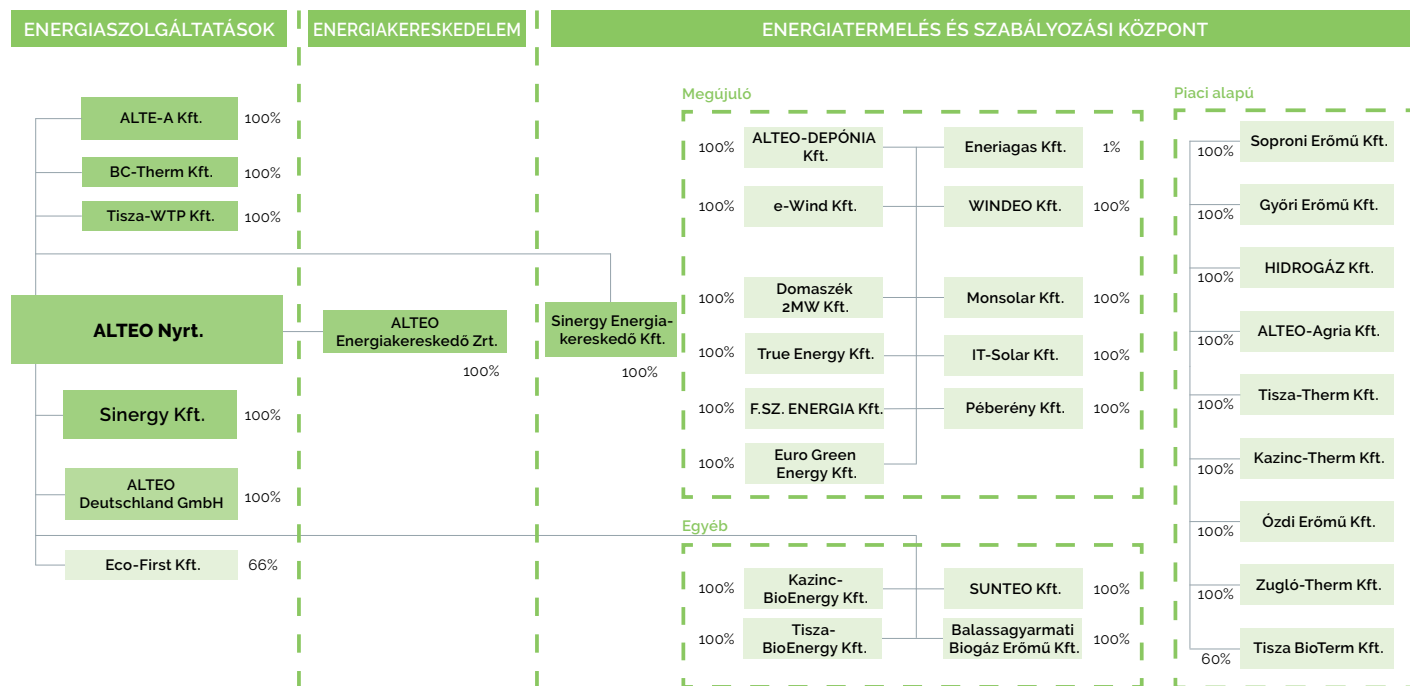 ENERGIASZOLGÁLTATÁSOK
ENERGIAKERESKEDELEM
ENERGIATERMELÉS ÉS SZABÁLYOZÁSI KÖZPONT
ALTE-A Kft.
100%
BC-Therm Kft.
100%
Tisza-WTP Kft.
100%
ALTEO Nyrt.
Sinergy Kft.
100%
ALTEO
Deutschland GmbH
100%
Eco-First Kft.
66%
ALTEO
Energiakereskedő Zrt.
100%
Sinergy Energia-
kereskedő Kft.
100%
Megújuló
100%
ALTEO-DEPÓNIA
Kft.
Eneriagas Kft.
1%
100%
e-Wind Kft.
WINDEO Kft.
100%
100%
Domaszék
2MW Kft.
Monsolar Kft.
100%
100%
True Energy Kft.
IT-Solar Kft.
100%
100%
F.SZ. ENERGIA Kft.
Péberény Kft.
100%
100%
Euro Green
Energy Kft.
Egyéb
100%
Kazinc-
BioEnergy Kft.
SUNTEO Kft.
100%
100%
Tisza-
BioEnergy Kft.
Balassagyarmati
Biogáz Erőmű Kft.
100%
Piaci alapú
100%
Soproni Erőmű Kft.
100%
Győri Erőmű Kft.
100%
HIDROGÁZ Kft.
100%
ALTEO-Agria Kft.
100%
Tisza-Therm Kft.
100%
Kazinc-Therm Kft.
100%
Ózdi Erőmű Kft.
100%
Zugló-Therm Kft.
60%
Tisza BioTerm Kft.